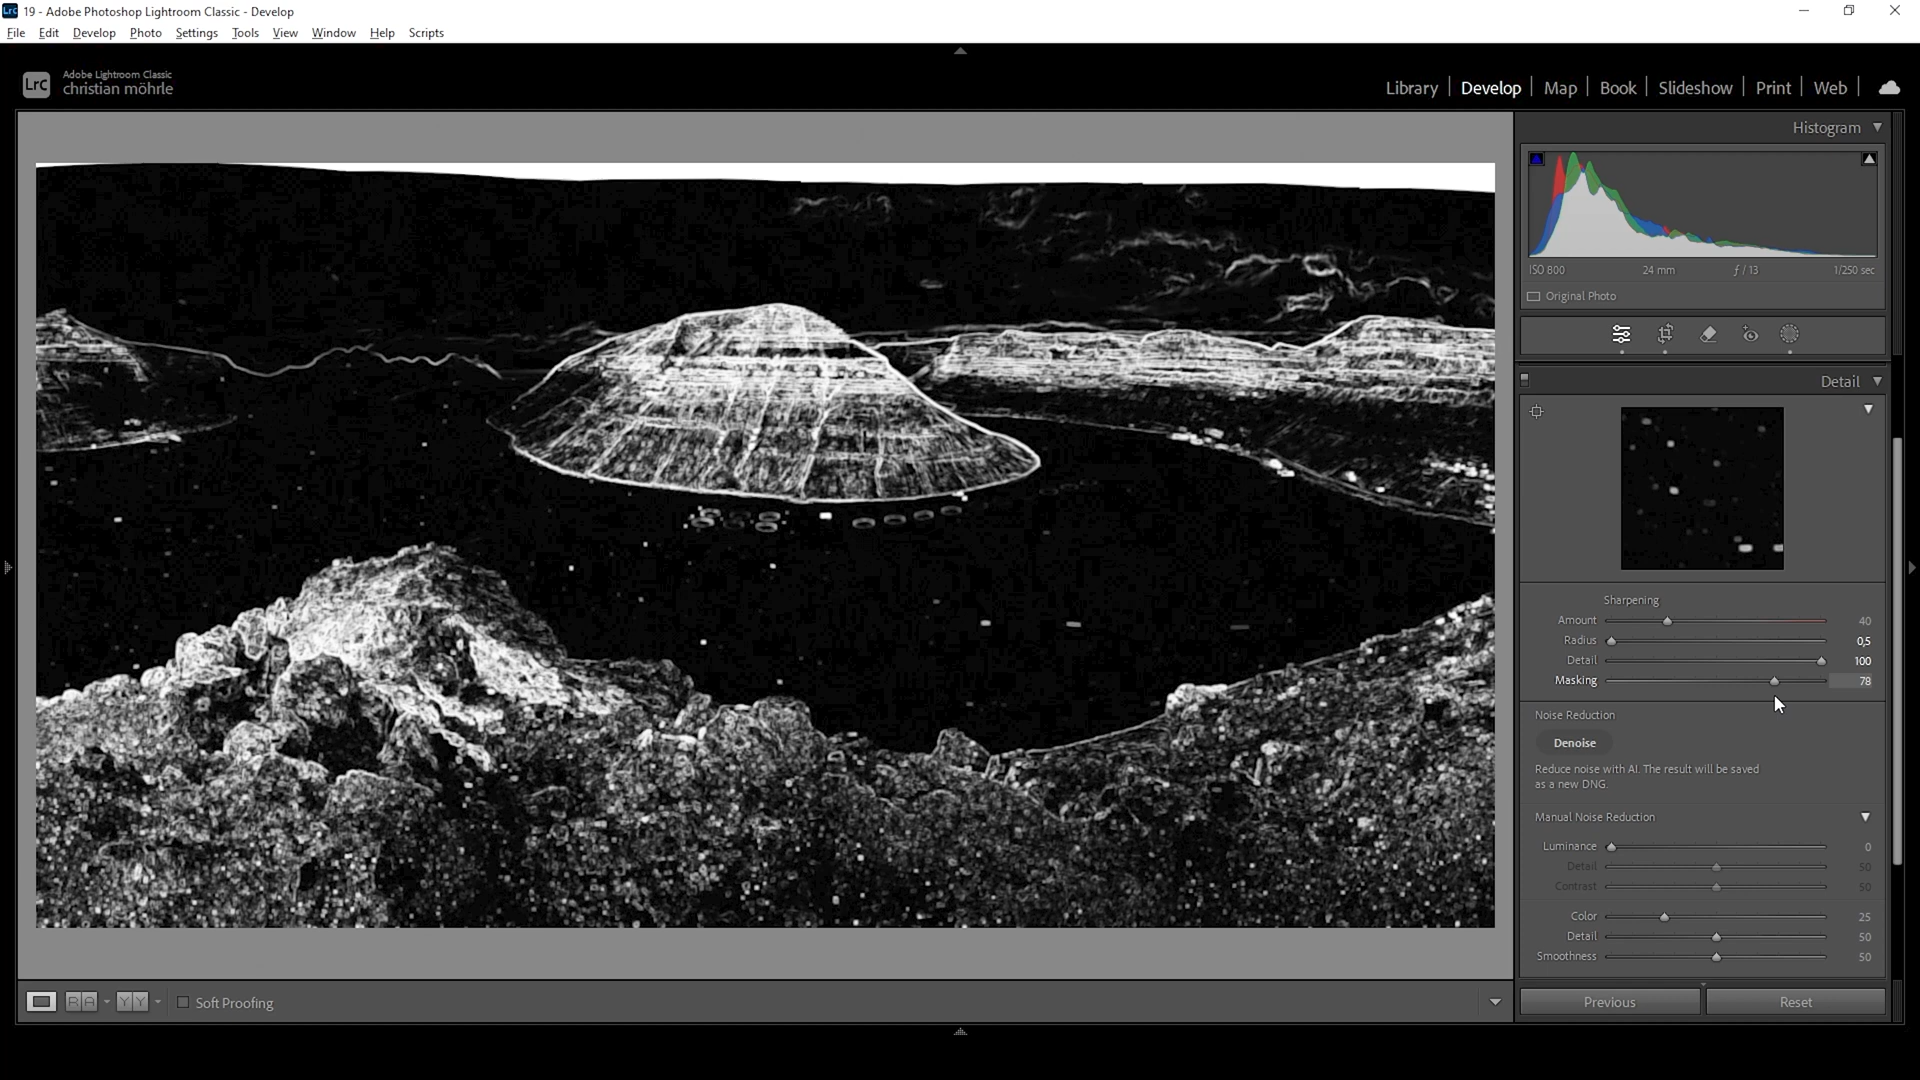 19 - Adobe Photoshop Lightroom Classic - Develop
File Edit Develop Photo Settings Tools View Window Help Scripts
LrC
Adobe Lightroom Classic
christian möhrle
Library Develop Map Book Slideshow Print Web
Histogram
ISO 800 24 mm ƒ / 13 1/250 sec
Original Photo
Detail
Sharpening
Amount 40
Radius 0,5
Detail 100
Masking 78
Noise Reduction
Denoise
Reduce noise with AI. The result will be saved
as a new DNG.
Manual Noise Reduction
Luminance 0
Detail 50
Contrast 50
Color 25
Detail 50
Smoothness 50
R A Y Y Soft Proofing
Previous Reset